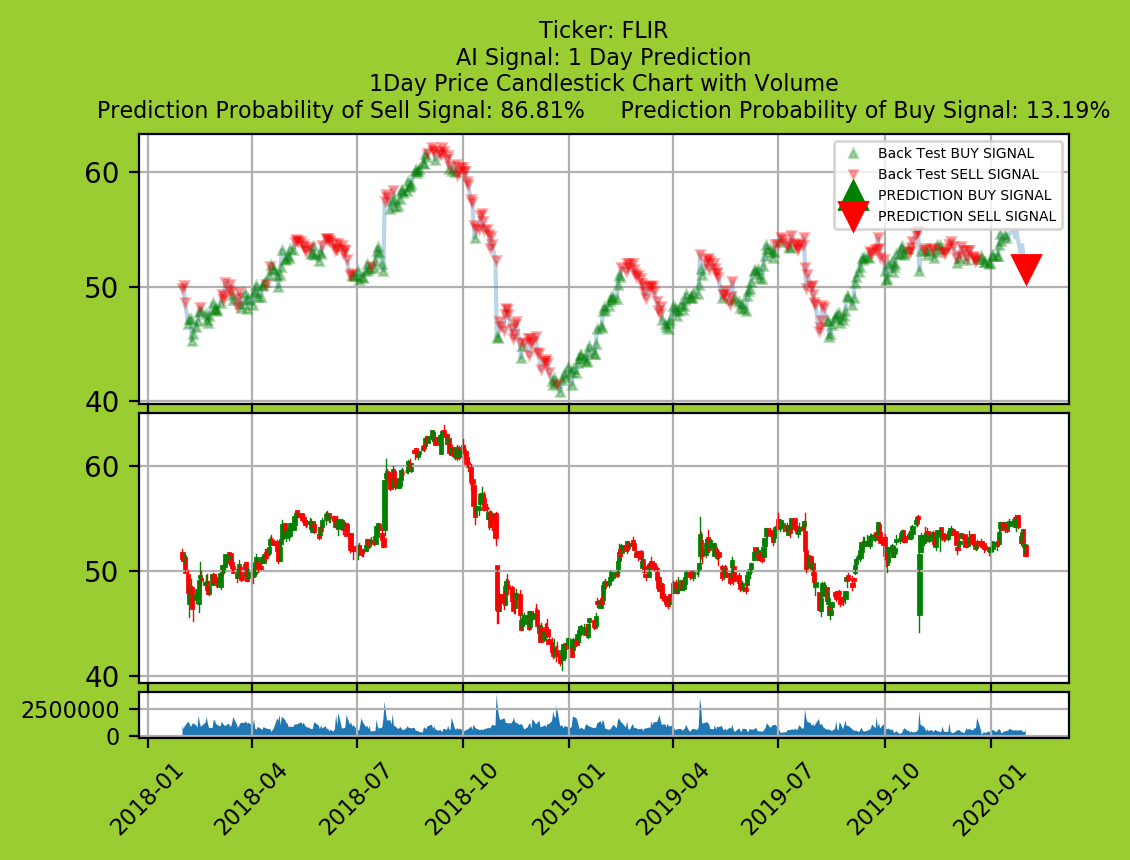 Ticker: FLIR
AI Signal: 1 Day Prediction
1Day Price Candlestick Chart with Volume
Prediction Probability of Sell Signal: 86.81% Prediction Probability of Buy Signal: 13.19%
Back Test BUY SIGNAL
Back Test SELL SIGNAL
PREDICTION BUY SIGNAL
PREDICTION SELL SIGNAL
60
50
40
60
50
40
2500000
0
2018-01
2018-04
2018-07
2018-10
2019-01
2019-04
2019-07
2019-10
2020-01